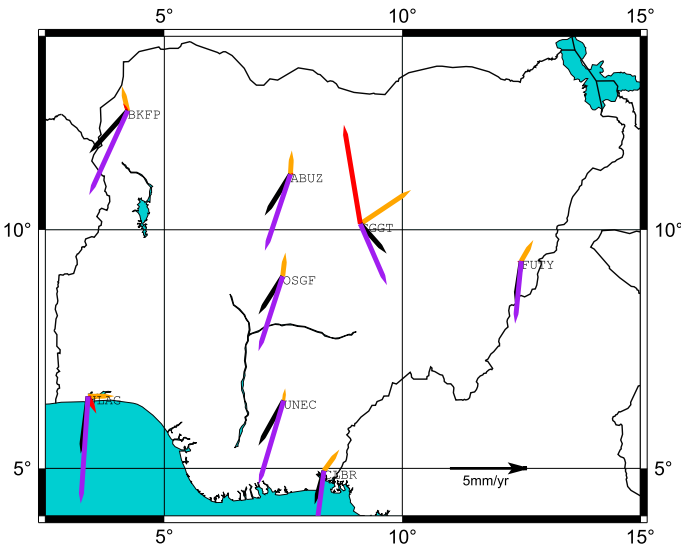 5° 10° 15°
BKFP
ABUZ
CGGT
10° 10°
FUTY
OSGF
ULAG
UNEC
5° CLBR 5°
5mm/yr
5° 10° 15°